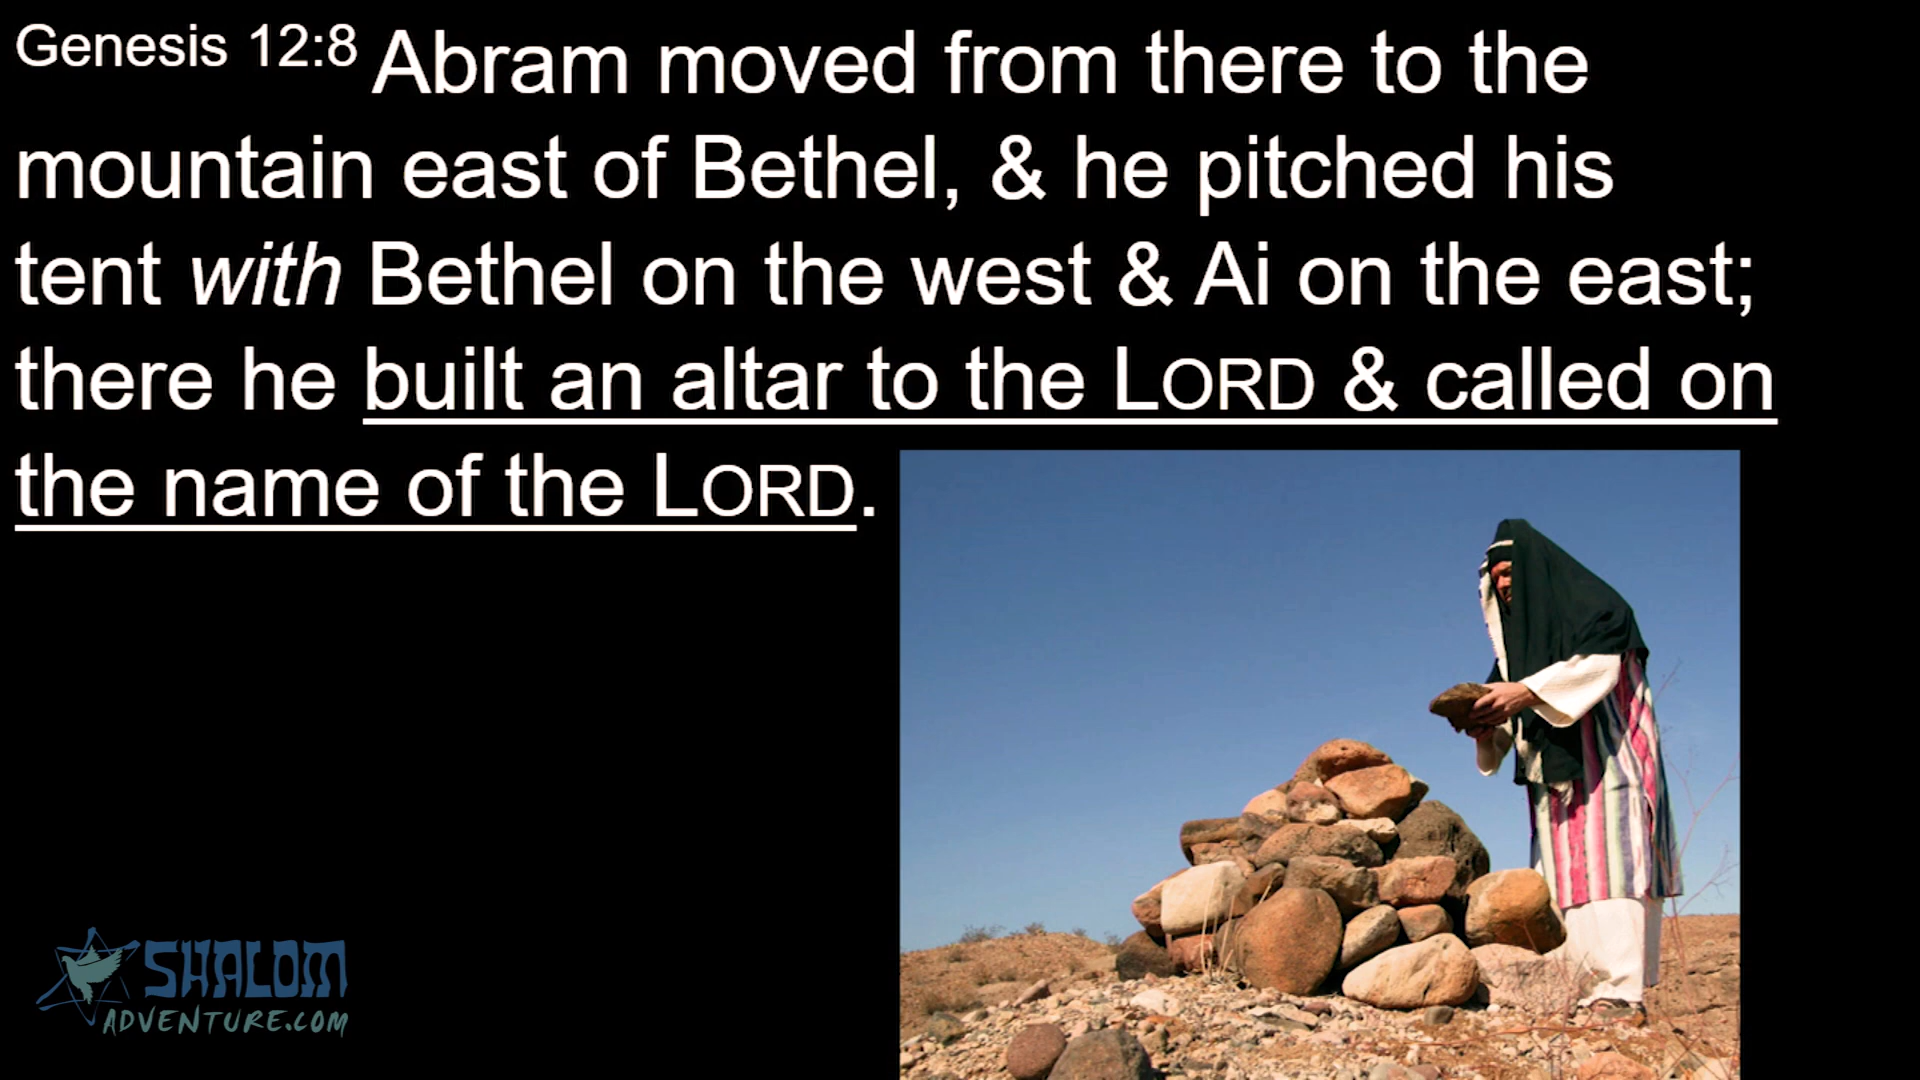 Genesis 12:8 Abram moved from there to the
mountain east of Bethel, & he pitched his
tent with Bethel on the west & Ai on the east;
there he built an altar to the LORD & called on
the name of the LORD.
SHALOM
ADVENTURE.COM